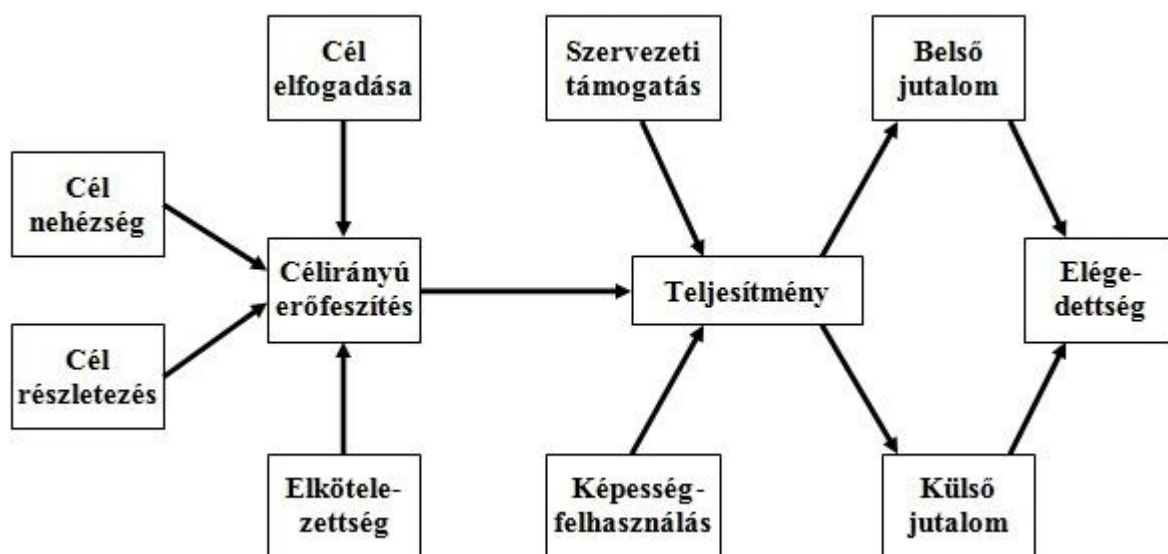 Cél
elfogadása
Szervezeti
támogatás
Belső
jutalom
Cél
nehézség
Célirányú
erőfeszítés
Teljesítmény
Elége-
dettség
Cél
részletezés
Elkötele-
zettség
Képesség-
felhasználás
Külső
jutalom